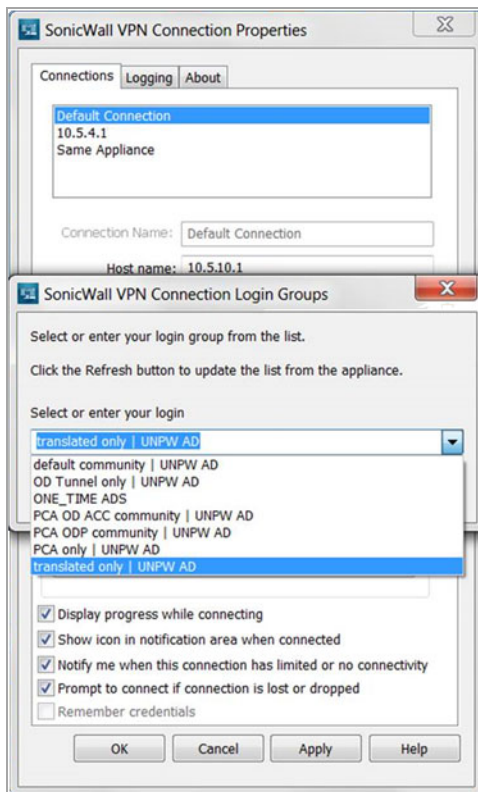 SonicWall VPN Connection Properties
Connections Logging About
Default Connection
10.5.4.1
Same Appliance
Connection Name: Default Connection
Host name: 10.5.10.1
SonicWall VPN Connection Login Groups
Select or enter your login group from the list.
Click the Refresh button to update the list from the appliance.
Select or enter your login
translated only | UNPW AD
default community | UNPW AD
OD Tunnel only | UNPW AD
ONE_TIME ADS
PCA OD ACC community | UNPW AD
PCA ODP community | UNPW AD
PCA only | UNPW AD
translated only | UNPW AD
Display progress while connecting
Show icon in notification area when connected
Notify me when this connection has limited or no connectivity
Prompt to connect if connection is lost or dropped
Remember credentials
OK Cancel Apply Help